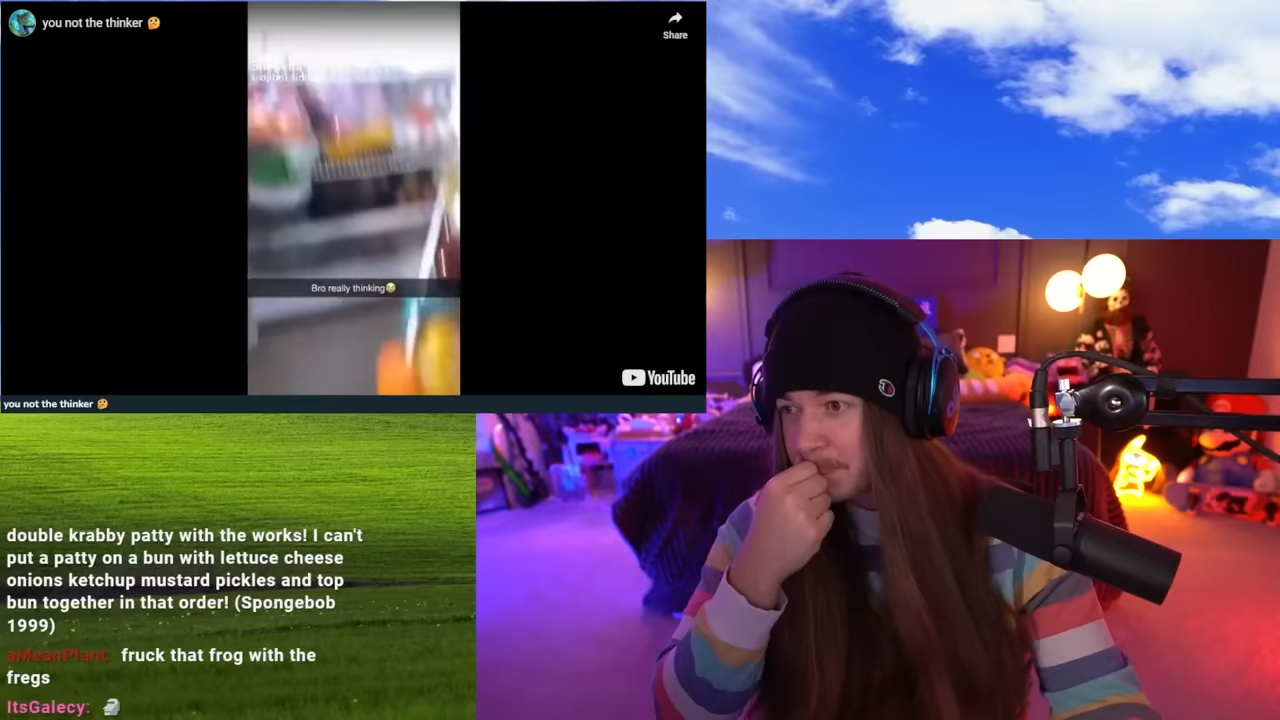 you not the thinker 🤔
Share
Bro really thinking😭
YouTube
you not the thinker 🤔
double krabby patty with the works! I can't
put a patty on a bun with lettuce cheese
onions ketchup mustard pickles and top
bun together in that order! (Spongebob
1999)
aMeanPlant: fruck that frog with the
fregs
ItsGalecy: 🗿